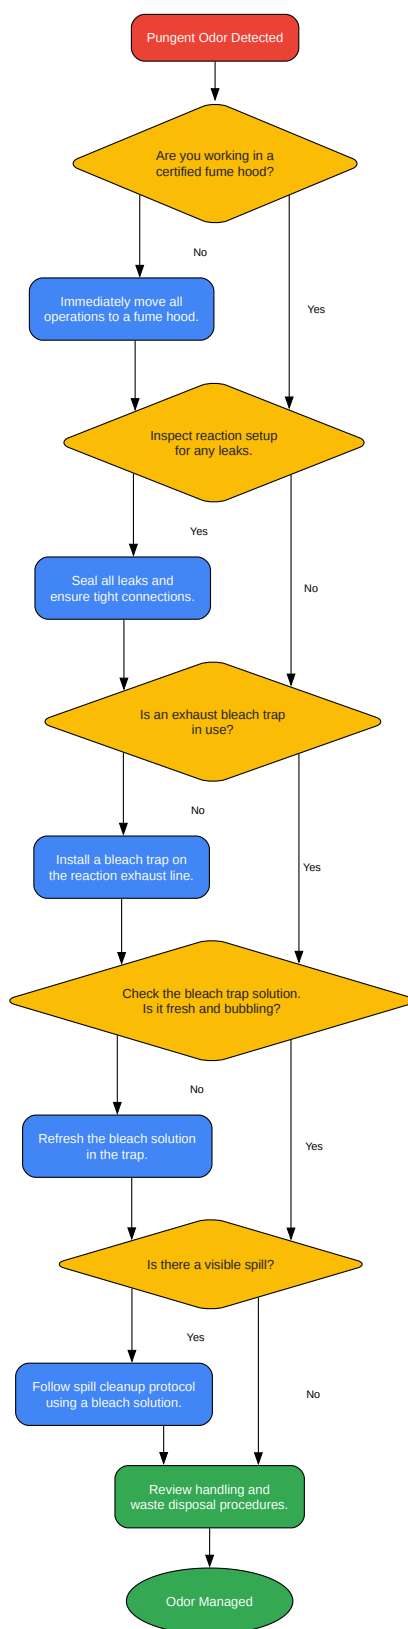 Pungent Odor Detected
Are you working in a
certified fume hood?
No
Immediately move all
operations to a fume hood.
Yes
Inspect reaction setup
for any leaks.
Yes
Seal all leaks and
ensure tight connections.
No
Is an exhaust bleach trap
in use?
No
Install a bleach trap on
the reaction exhaust line.
Yes
Check the bleach trap solution.
Is it fresh and bubbling?
No
Refresh the bleach solution
in the trap.
Yes
Is there a visible spill?
Yes
Follow spill cleanup protocol
using a bleach solution.
No
Review handling and
waste disposal procedures.
Odor Managed